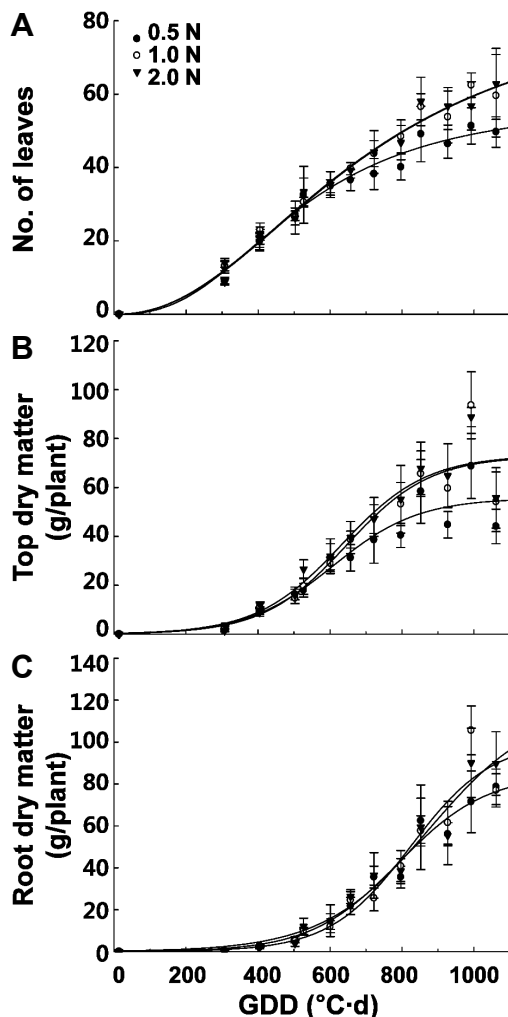 A
80
60
40
20
0
No. of leaves
0.5 N
1.0 N
2.0 N
B
120
100
80
60
40
20
0
Top dry matter
(g/plant)
C
140
120
100
80
60
40
20
0
Root dry matter
(g/plant)
0 200 400 600 800 1000
GDD (°C·d)